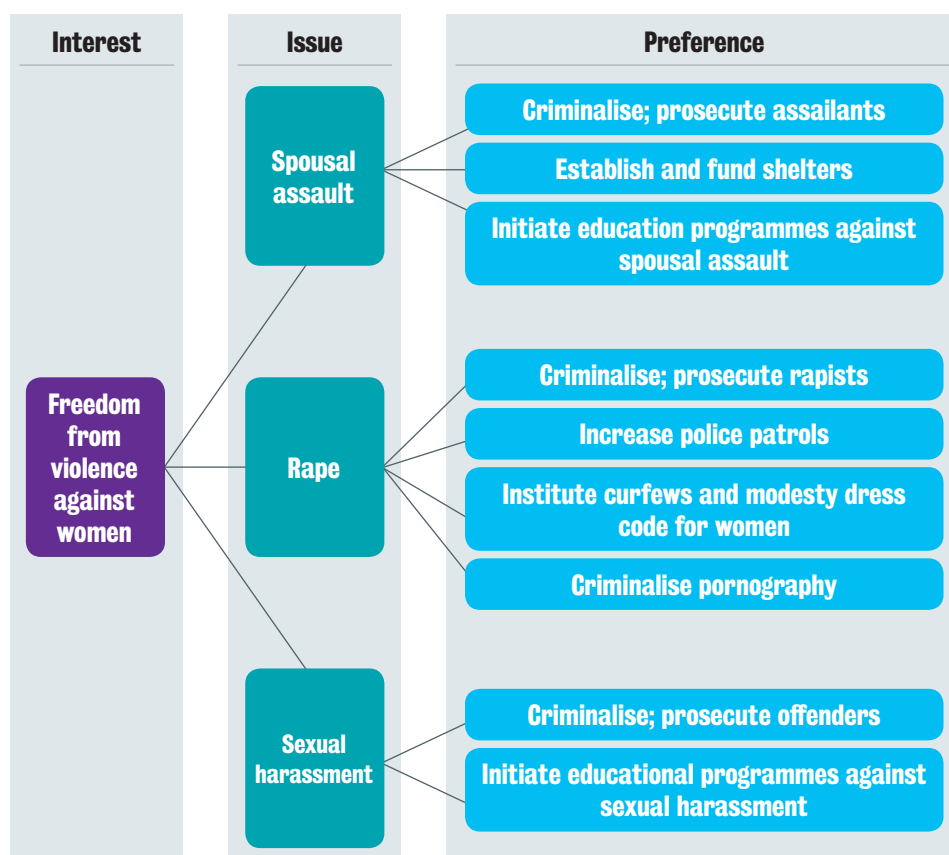 Interest
Issue
Preference
Freedom
from
violence
against
women
Spousal
assault
Criminalise; prosecute assailants
Establish and fund shelters
Initiate education programmes against
spousal assault
Rape
Criminalise; prosecute rapists
Increase police patrols
Institute curfews and modesty dress
code for women
Criminalise pornography
Sexual
harassment
Criminalise; prosecute offenders
Initiate educational programmes against
sexual harassment